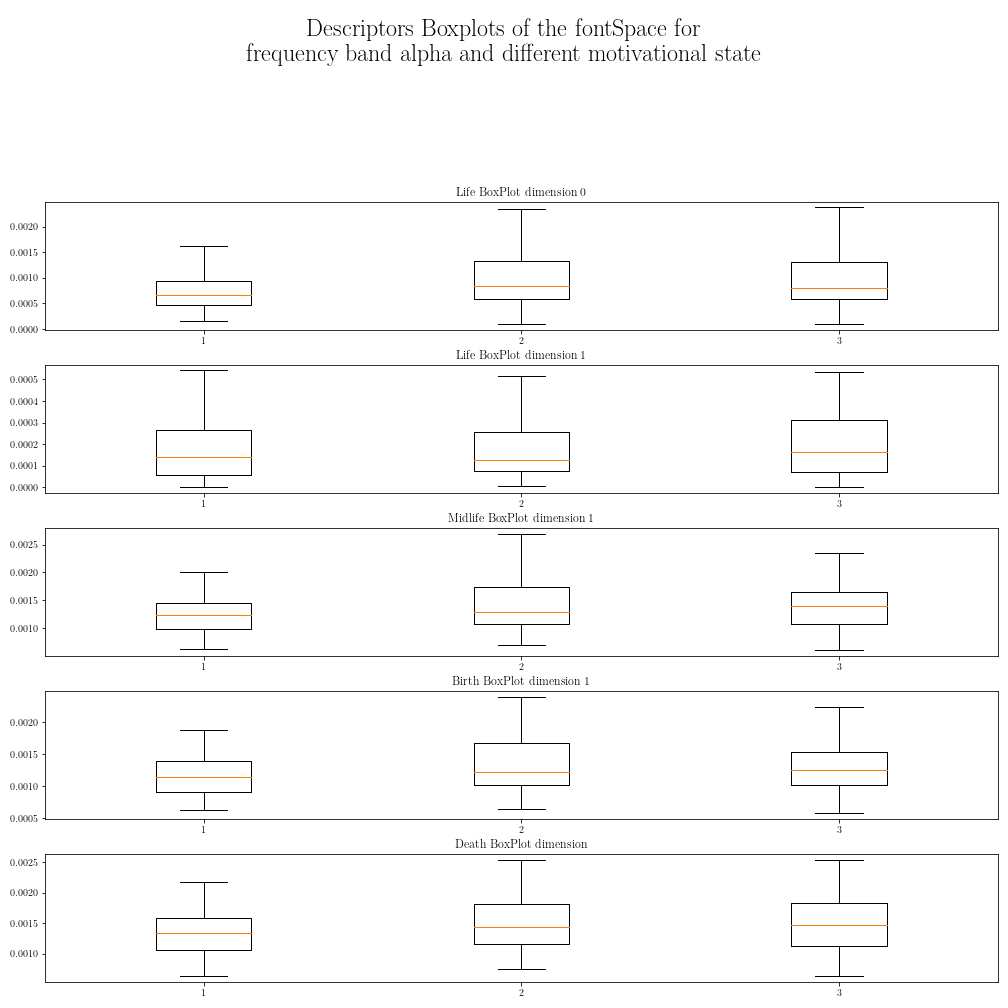 Descriptors Boxplots of the fontSpace for
frequency band alpha and different motivational state
Life BoxPlot dimension 0
0.0020
0.0015
0.0010
0.0005
0.0000
1 2 3
Life BoxPlot dimension 1
0.0005
0.0004
0.0003
0.0002
0.0001
0.0000
1 2 3
Midlife BoxPlot dimension 1
0.0025
0.0020
0.0015
0.0010
1 2 3
Birth BoxPlot dimension 1
0.0020
0.0015
0.0010
0.0005
1 2 3
Death BoxPlot dimension
0.0025
0.0020
0.0015
0.0010
1 2 3